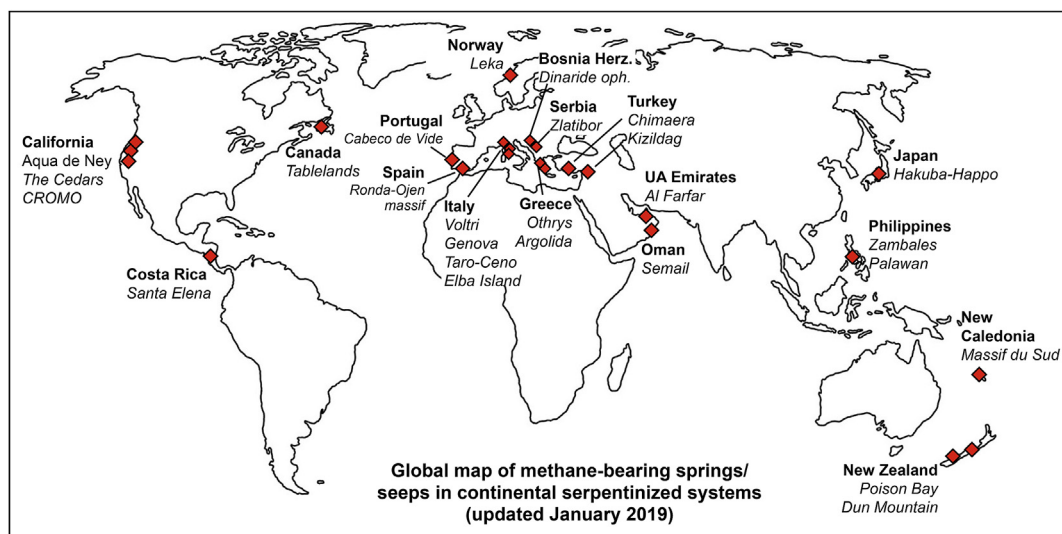 Norway
Leka
Bosnia Herz.
Dinaride oph.
Serbia
Zlatibor
Turkey
Chimaera
Kizildag
Portugal
Cabeco de Vide
California
Aqua de Ney
The Cedars
CROMO
Canada
Tablelands
Spain
Ronda-Ojen
massif
Italy
Voltri
Genova
Taro-Ceno
Elba Island
Greece
Othrys
Argolida
UA Emirates
Al Farfar
Oman
Semail
Japan
Hakuba-Happo
Philippines
Zambales
Palawan
Costa Rica
Santa Elena
New
Caledonia
Massif du Sud
New Zealand
Poison Bay
Dun Mountain
Global map of methane-bearing springs/
seeps in continental serpentinized systems
(updated January 2019)